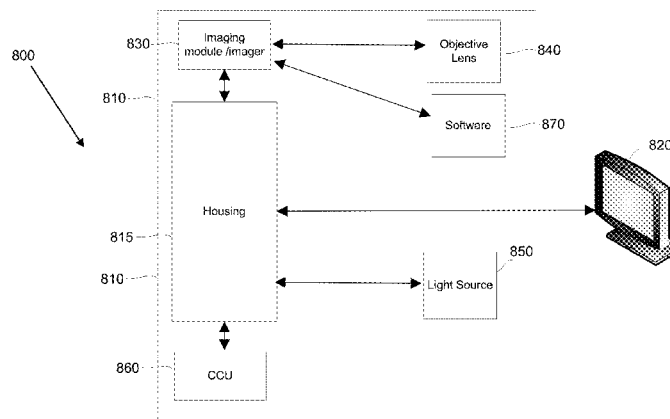 830
Imaging
module /imager
Objective
Lens
840
800
810
Software
870
820
Housing
815
850
810
Light Source
860
CCU